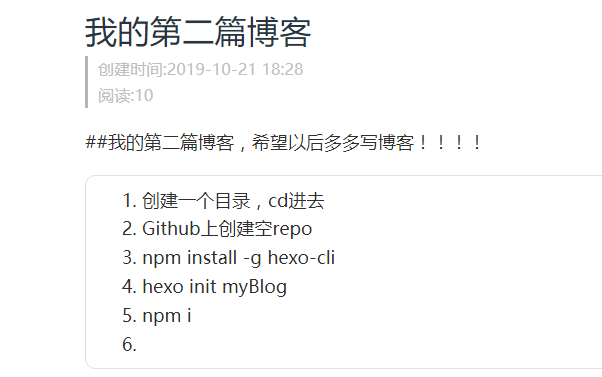 我的第二篇博客
创建时间:2019-10-21 18:28
阅读:10
##我的第二篇博客，希望以后多多写博客！！！！
1. 创建一个目录，cd进去
2. Github上创建空repo
3. npm install -g hexo-cli
4. hexo init myBlog
5. npm i
6.